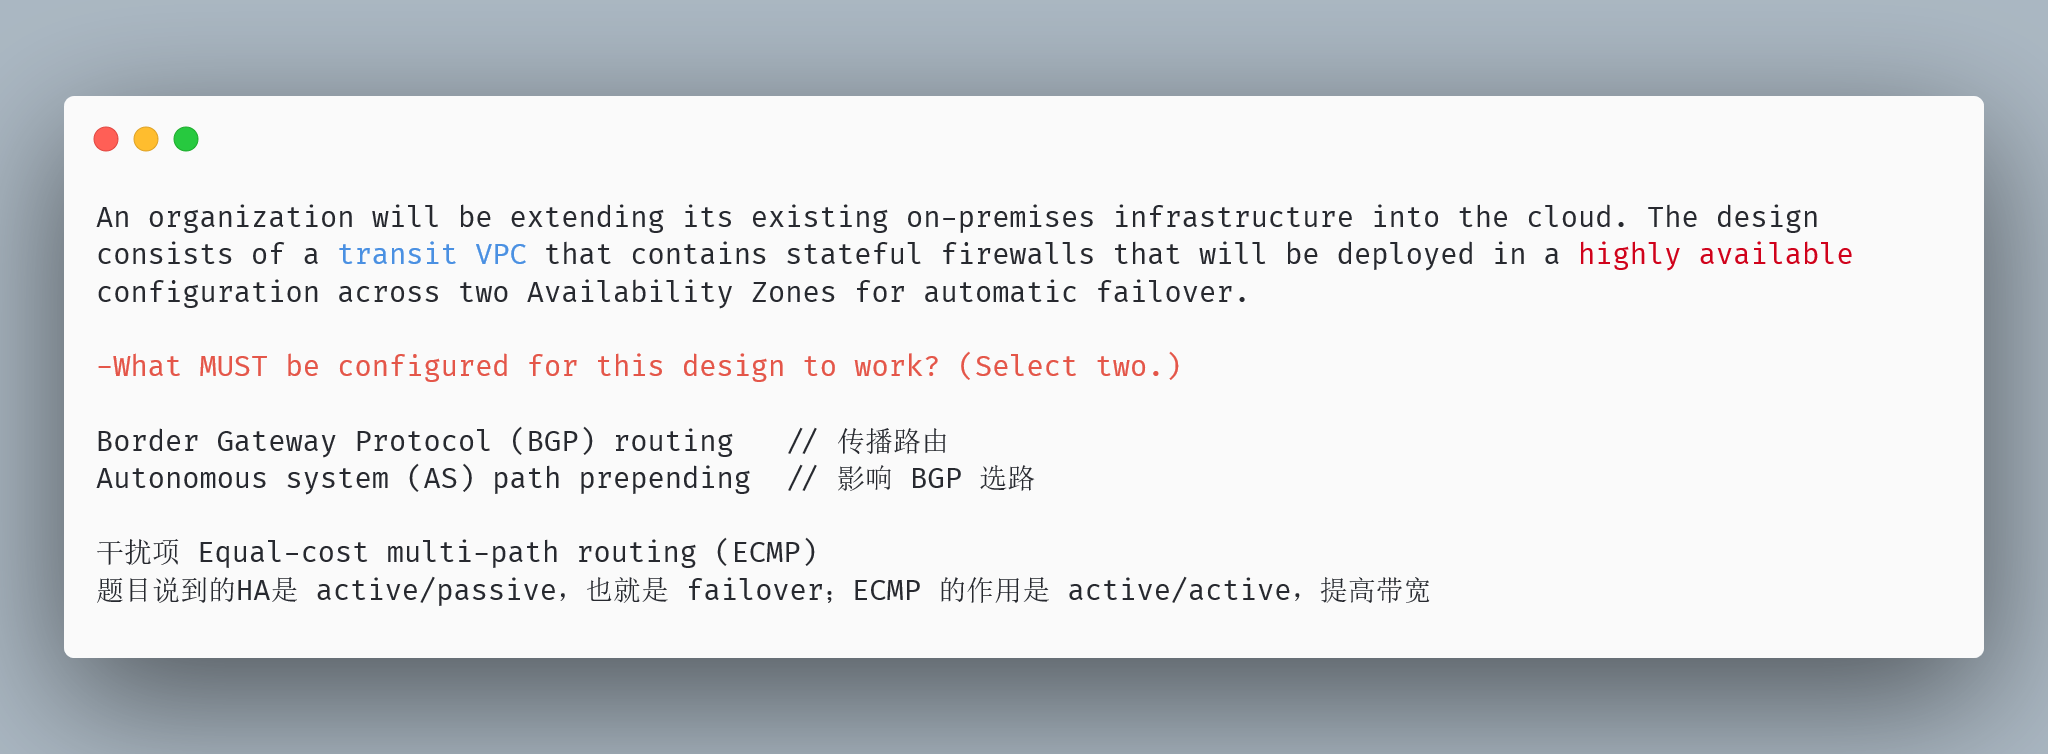 An organization will be extending its existing on-premises infrastructure into the cloud. The design
consists of a transit VPC that contains stateful firewalls that will be deployed in a highly available
configuration across two Availability Zones for automatic failover.
-What MUST be configured for this design to work? (Select two.)
Border Gateway Protocol (BGP) routing   // 传播路由
Autonomous system (AS) path prepending  // 影响 BGP 选路
干扰项 Equal-cost multi-path routing (ECMP)
题目说到的HA是 active/passive，也就是 failover；ECMP 的作用是 active/active，提高带宽